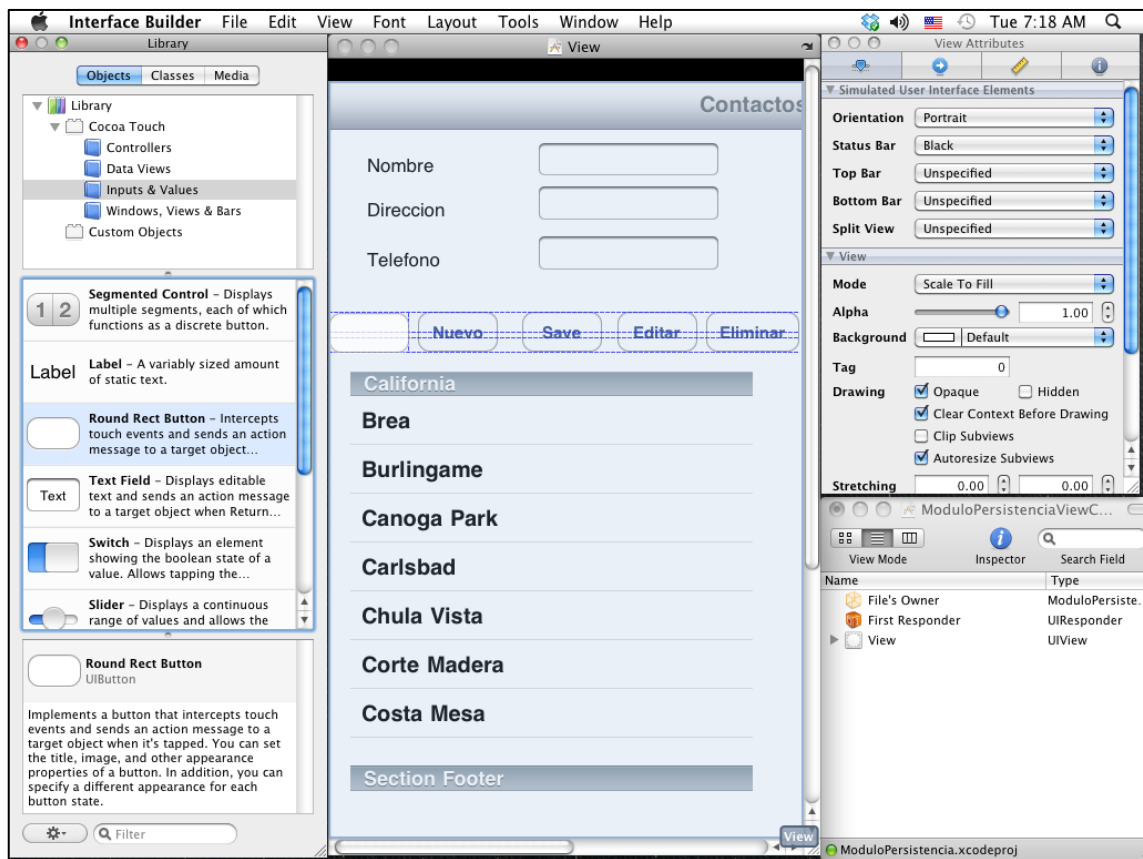 Interface Builder File Edit View Font Layout Tools Window Help Tue 7:18 AM
Library
Objects Classes Media
Library
Cocoa Touch
Controllers
Data Views
Inputs & Values
Windows, Views & Bars
Custom Objects
1 2
Segmented Control – Displays
multiple segments, each of which
functions as a discrete button.
Label
Label – A variably sized amount
of static text.
Round Rect Button – Intercepts
touch events and sends an action
message to a target object...
Text
Text Field – Displays editable
text and sends an action message
to a target object when Return...
Switch – Displays an element
showing the boolean state of a
value. Allows tapping the...
Slider – Displays a continuous
range of values and allows the
Round Rect Button
UIButton
Implements a button that intercepts touch
events and sends an action message to a
target object when it's tapped. You can set
the title, image, and other appearance
properties of a button. In addition, you can
specify a different appearance for each
button state.
Filter
View
Contactos
Nombre
Direccion
Telefono
Nuevo Save Editar Eliminar
California
Brea
Burlingame
Canoga Park
Carlsbad
Chula Vista
Corte Madera
Costa Mesa
Section Footer
View
View Attributes
Simulated User Interface Elements
Orientation Portrait
Status Bar Black
Top Bar Unspecified
Bottom Bar Unspecified
Split View Unspecified
View
Mode Scale To Fill
Alpha 1.00
Background Default
Tag 0
Drawing Opaque Hidden
Clear Context Before Drawing
Clip Subviews
Autoresize Subviews
Stretching 0.00 0.00
ModuloPersistenciaViewC...
View Mode Inspector Search Field
Name Type
File's Owner ModuloPersiste.
First Responder UIResponder
View UIView
ModuloPersistencia.xcodeproj